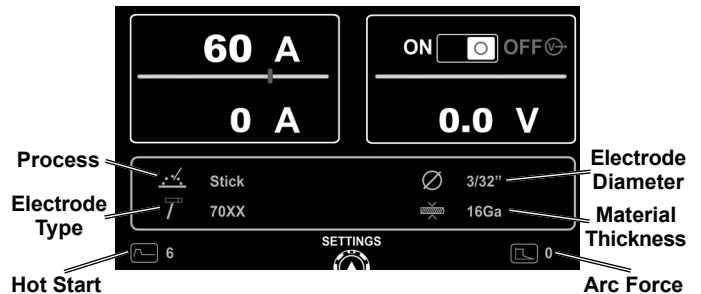 60 A
ON OFF V
0 A
0.0 V
Process
Stick
3/32”
Electrode
Diameter
Electrode
Type
70XX
16Ga
Material
Thickness
6
SETTINGS
0
Hot Start
Arc Force